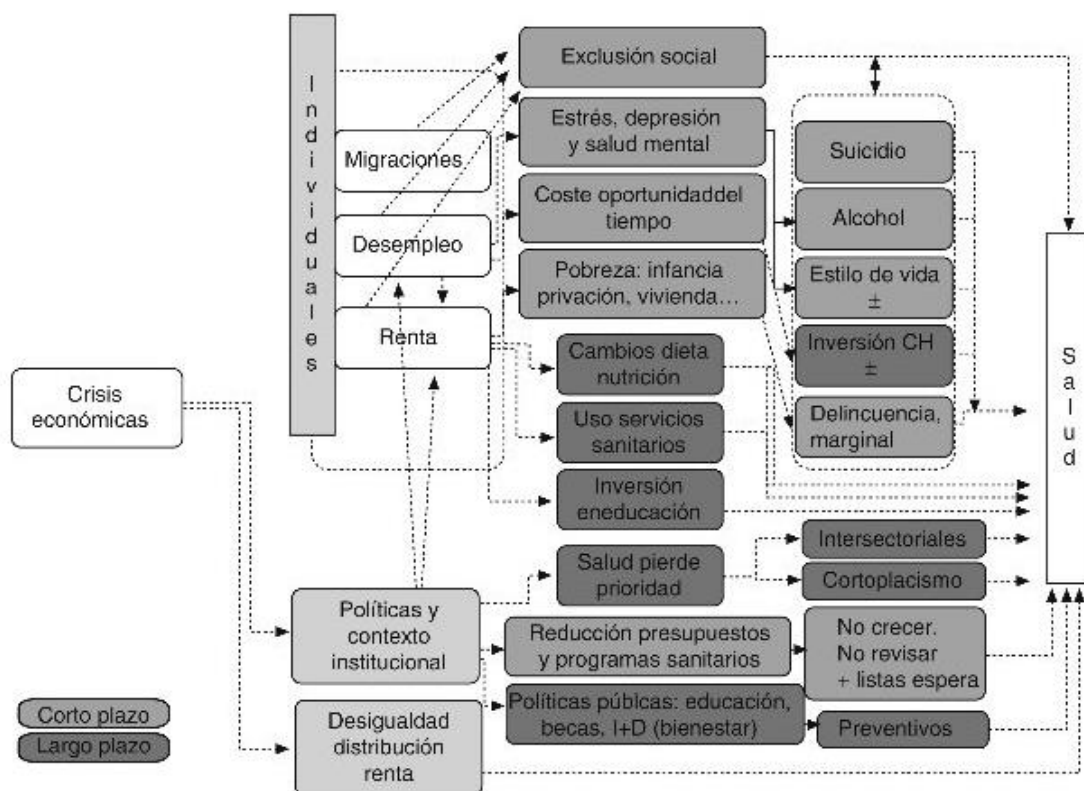 Individuales
Exclusión social
Migraciones
Estrés, depresión
y salud mental
Suicidio
Desempleo
Coste oportunidaddel
tiempo
Alcohol
Renta
Pobreza: infancia
privación, vivienda...
Estilo de vida
±
Cambios dieta
nutrición
Inversión CH
±
Crisis
económicas
Uso servicios
sanitarios
Delincuencia,
marginal
Inversión
eneducación
Salud
Salud pierde
prioridad
Intersectoriales
Cortoplacismo
Políticas y
contexto
institucional
Reducción presupuestos
y programas sanitarios
No crecer.
No revisar
+ listas espera
Políticas púbicas: educación,
becas, I+D (bienestar)
Preventivos
Desigualdad
distribución
renta
Corto plazo
Largo plazo